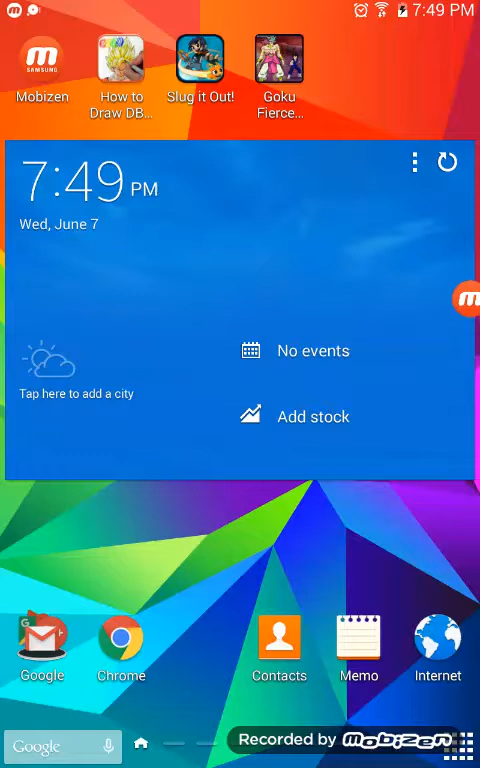 7:49 PM
SAMSUNG
Mobizen
How to
Draw DB...
Slug it Out!
Goku
Fierce...
7:49 PM
Wed, June 7
No events
Tap here to add a city
Add stock
Google
Chrome
Contacts
Memo
Internet
Google
Recorded by mobizen